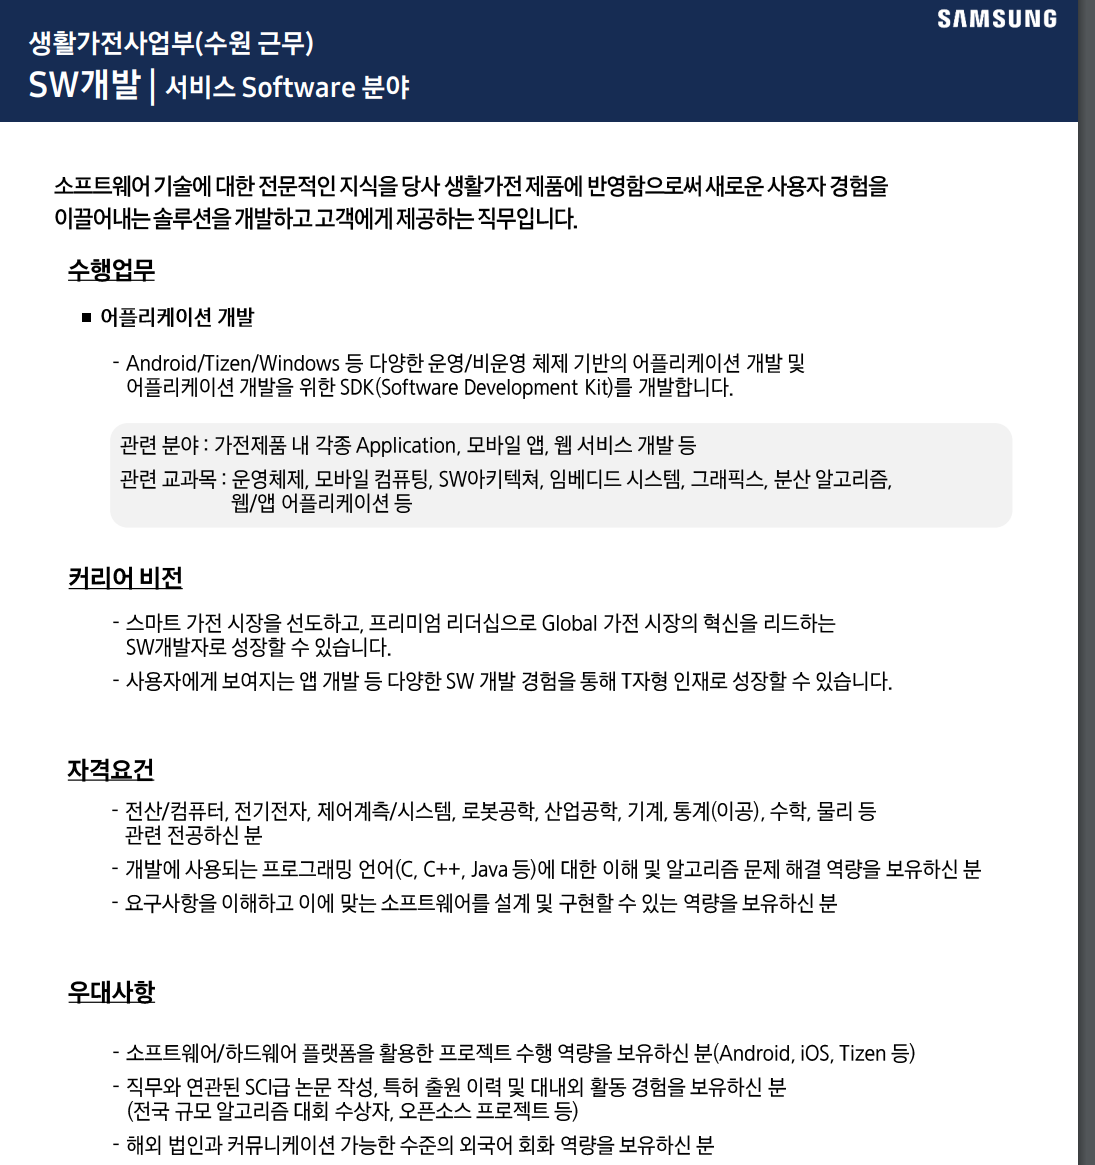 SAMSUNG
생활가전사업부(수원 근무)
SW개발 | 서비스 Software 분야
소프트웨어 기술에 대한 전문적인 지식을 당사 생활가전 제품에 반영함으로써 새로운 사용자 경험을
이끌어내는 솔루션을 개발하고 고객에게 제공하는 직무입니다.
수행업무
■ 어플리케이션 개발
- Android/Tizen/Windows 등 다양한 운영/비운영 체제 기반의 어플리케이션 개발 및
어플리케이션 개발을 위한 SDK(Software Development Kit)를 개발합니다.
관련 분야 : 가전제품 내 각종 Application, 모바일 앱, 웹 서비스 개발 등
관련 교과목 : 운영체제, 모바일 컴퓨팅, SW아키텍쳐, 임베디드 시스템, 그래픽스, 분산 알고리즘,
웹/앱 어플리케이션 등
커리어 비전
- 스마트 가전 시장을 선도하고, 프리미엄 리더십으로 Global 가전 시장의 혁신을 리드하는
SW개발자로 성장할 수 있습니다.
- 사용자에게 보여지는 앱 개발 등 다양한 SW 개발 경험을 통해 T자형 인재로 성장할 수 있습니다.
자격요건
- 전산/컴퓨터, 전기전자, 제어계측/시스템, 로봇공학, 산업공학, 기계, 통계(이공), 수학, 물리 등
관련 전공하신 분
- 개발에 사용되는 프로그래밍 언어(C, C++, Java 등)에 대한 이해 및 알고리즘 문제 해결 역량을 보유하신 분
- 요구사항을 이해하고 이에 맞는 소프트웨어를 설계 및 구현할 수 있는 역량을 보유하신 분
우대사항
- 소프트웨어/하드웨어 플랫폼을 활용한 프로젝트 수행 역량을 보유하신 분(Android, iOS, Tizen 등)
- 직무와 연관된 SCI급 논문 작성, 특허 출원 이력 및 대내외 활동 경험을 보유하신 분
(전국 규모 알고리즘 대회 수상자, 오픈소스 프로젝트 등)
- 해외 법인과 커뮤니케이션 가능한 수준의 외국어 회화 역량을 보유하신 분